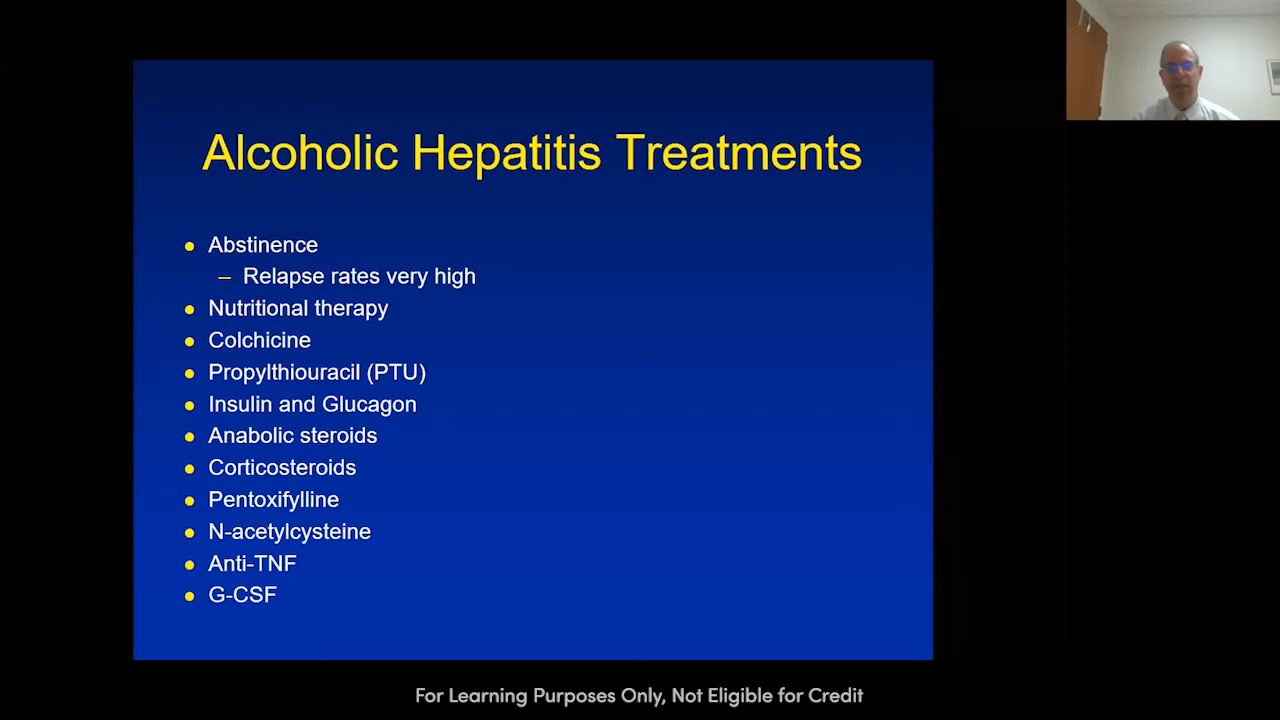 Alcoholic Hepatitis Treatments
● Abstinence
– Relapse rates very high
● Nutritional therapy
● Colchicine
● Propylthiouracil (PTU)
● Insulin and Glucagon
● Anabolic steroids
● Corticosteroids
● Pentoxifylline
● N-acetylcysteine
● Anti-TNF
● G-CSF
For Learning Purposes Only, Not Eligible for Credit